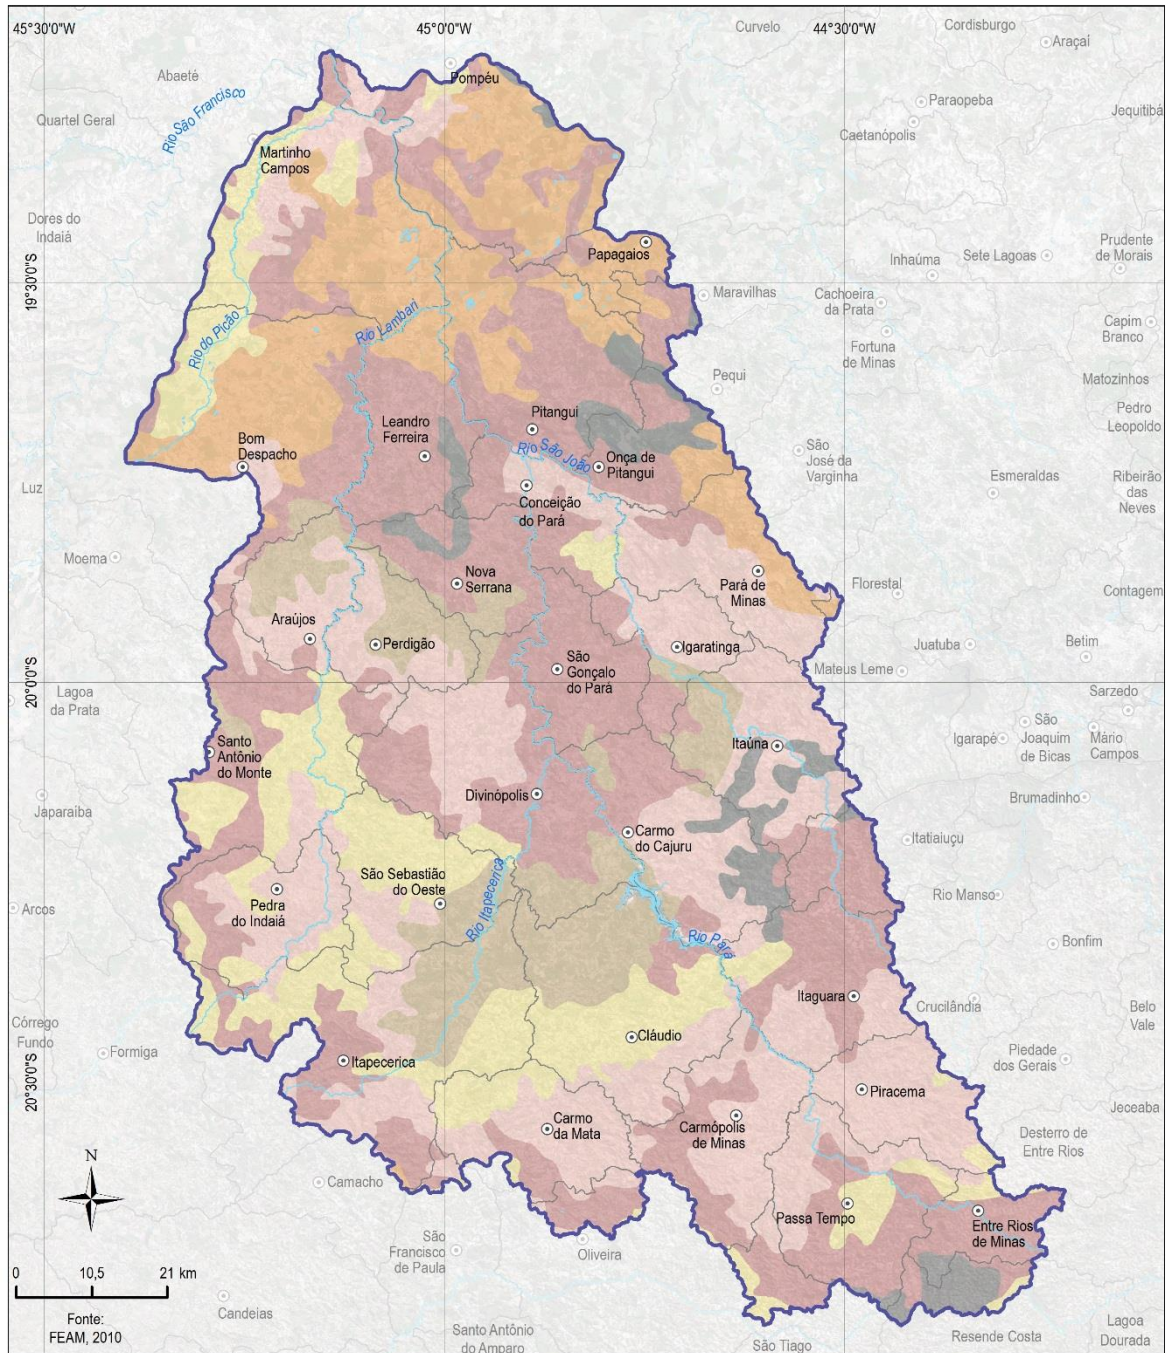 45°30'0"W
45°0'0"W
44°30'0"W
Cordisburgo
Curvelo
Araçaí
Abaeté
Pompéu
Rio São Francisco
Paraopeba
Jequitibá
Quartel Geral
Caetanópolis
Martinho
Campos
Dores do
Indaiá
Papagaios
Prudente
de Morais
Inhaúma
Sete Lagoas
19°30'0"S
Maravilhas
Cachoeira
da Prata
Rio Lambari
Rio do Picão
Capim
Branco
Fortuna
de Minas
Pequi
Matozinhos
Leandro
Ferreira
Pitangui
Pedro
Leopoldo
Bom
Despacho
Rio São João
Onça de
Pitangui
São
José da
Varginha
Luz
Esmeraldas
Ribeirão
das
Neves
Conceição
do Pará
Moema
Nova
Serrana
Pará de
Minas
Florestal
Contagem
Araújos
Perdigão
Igaratinga
Juatuba
Betim
São
Gonçalo
do Pará
Mateus Leme
20°0'0"S
Lagoa
da Prata
Sarzedo
Santo
Antônio
do Monte
Itaúna
Igarapé
São
Joaquim
de Bicas
Mário
Campos
Divinópolis
Japaraiba
Brumadinho
Carmo
do Cajuru
Itatiaiuçu
São Sebastião
do Oeste
Pedra
do Indaiá
Rio Itapecerica
Rio Manso
Arcos
Rio Pará
Bonfim
Itaguara
Crucilândia
Belo
Vale
Córrego
Fundo
Formiga
Cláudio
Itapecerica
Piedade
dos Gerais
20°30'0"S
Piracema
Carmo
da Mata
Carmópolis
de Minas
Jeceaba
Desterro de
Entre Rios
N
Camacho
Passa Tempo
Entre Rios
de Minas
São
Francisco
de Paula
Oliveira
0 10,5 21 km
Candeias
Fonte:
FEAM, 2010
Santo Antônio
do Amparo
São Tiago
Resende Costa
Lagoa
Dourada